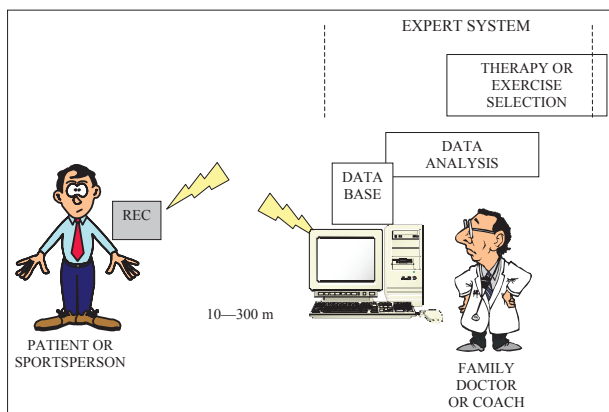 EXPERT SYSTEM
THERAPY OR
EXERCISE
SELECTION
DATA
ANALYSIS
DATA
BASE
REC
10—300 m
PATIENT OR
SPORTSPERSON
FAMILY
DOCTOR
OR COACH